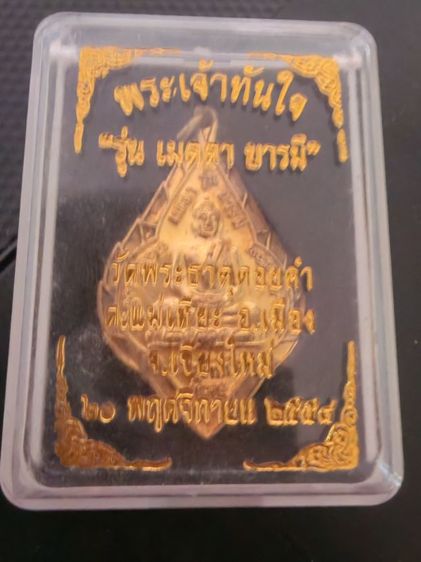 พระเจ้าทันใจ
"รุ่น เมตตา บารมี"
วัดพระธาตุดอยคำ
ต.แม่เหียะ อ.เมือง
จ.เชียงใหม่
๒๐ พฤศจิกายน ๒๕๕๔